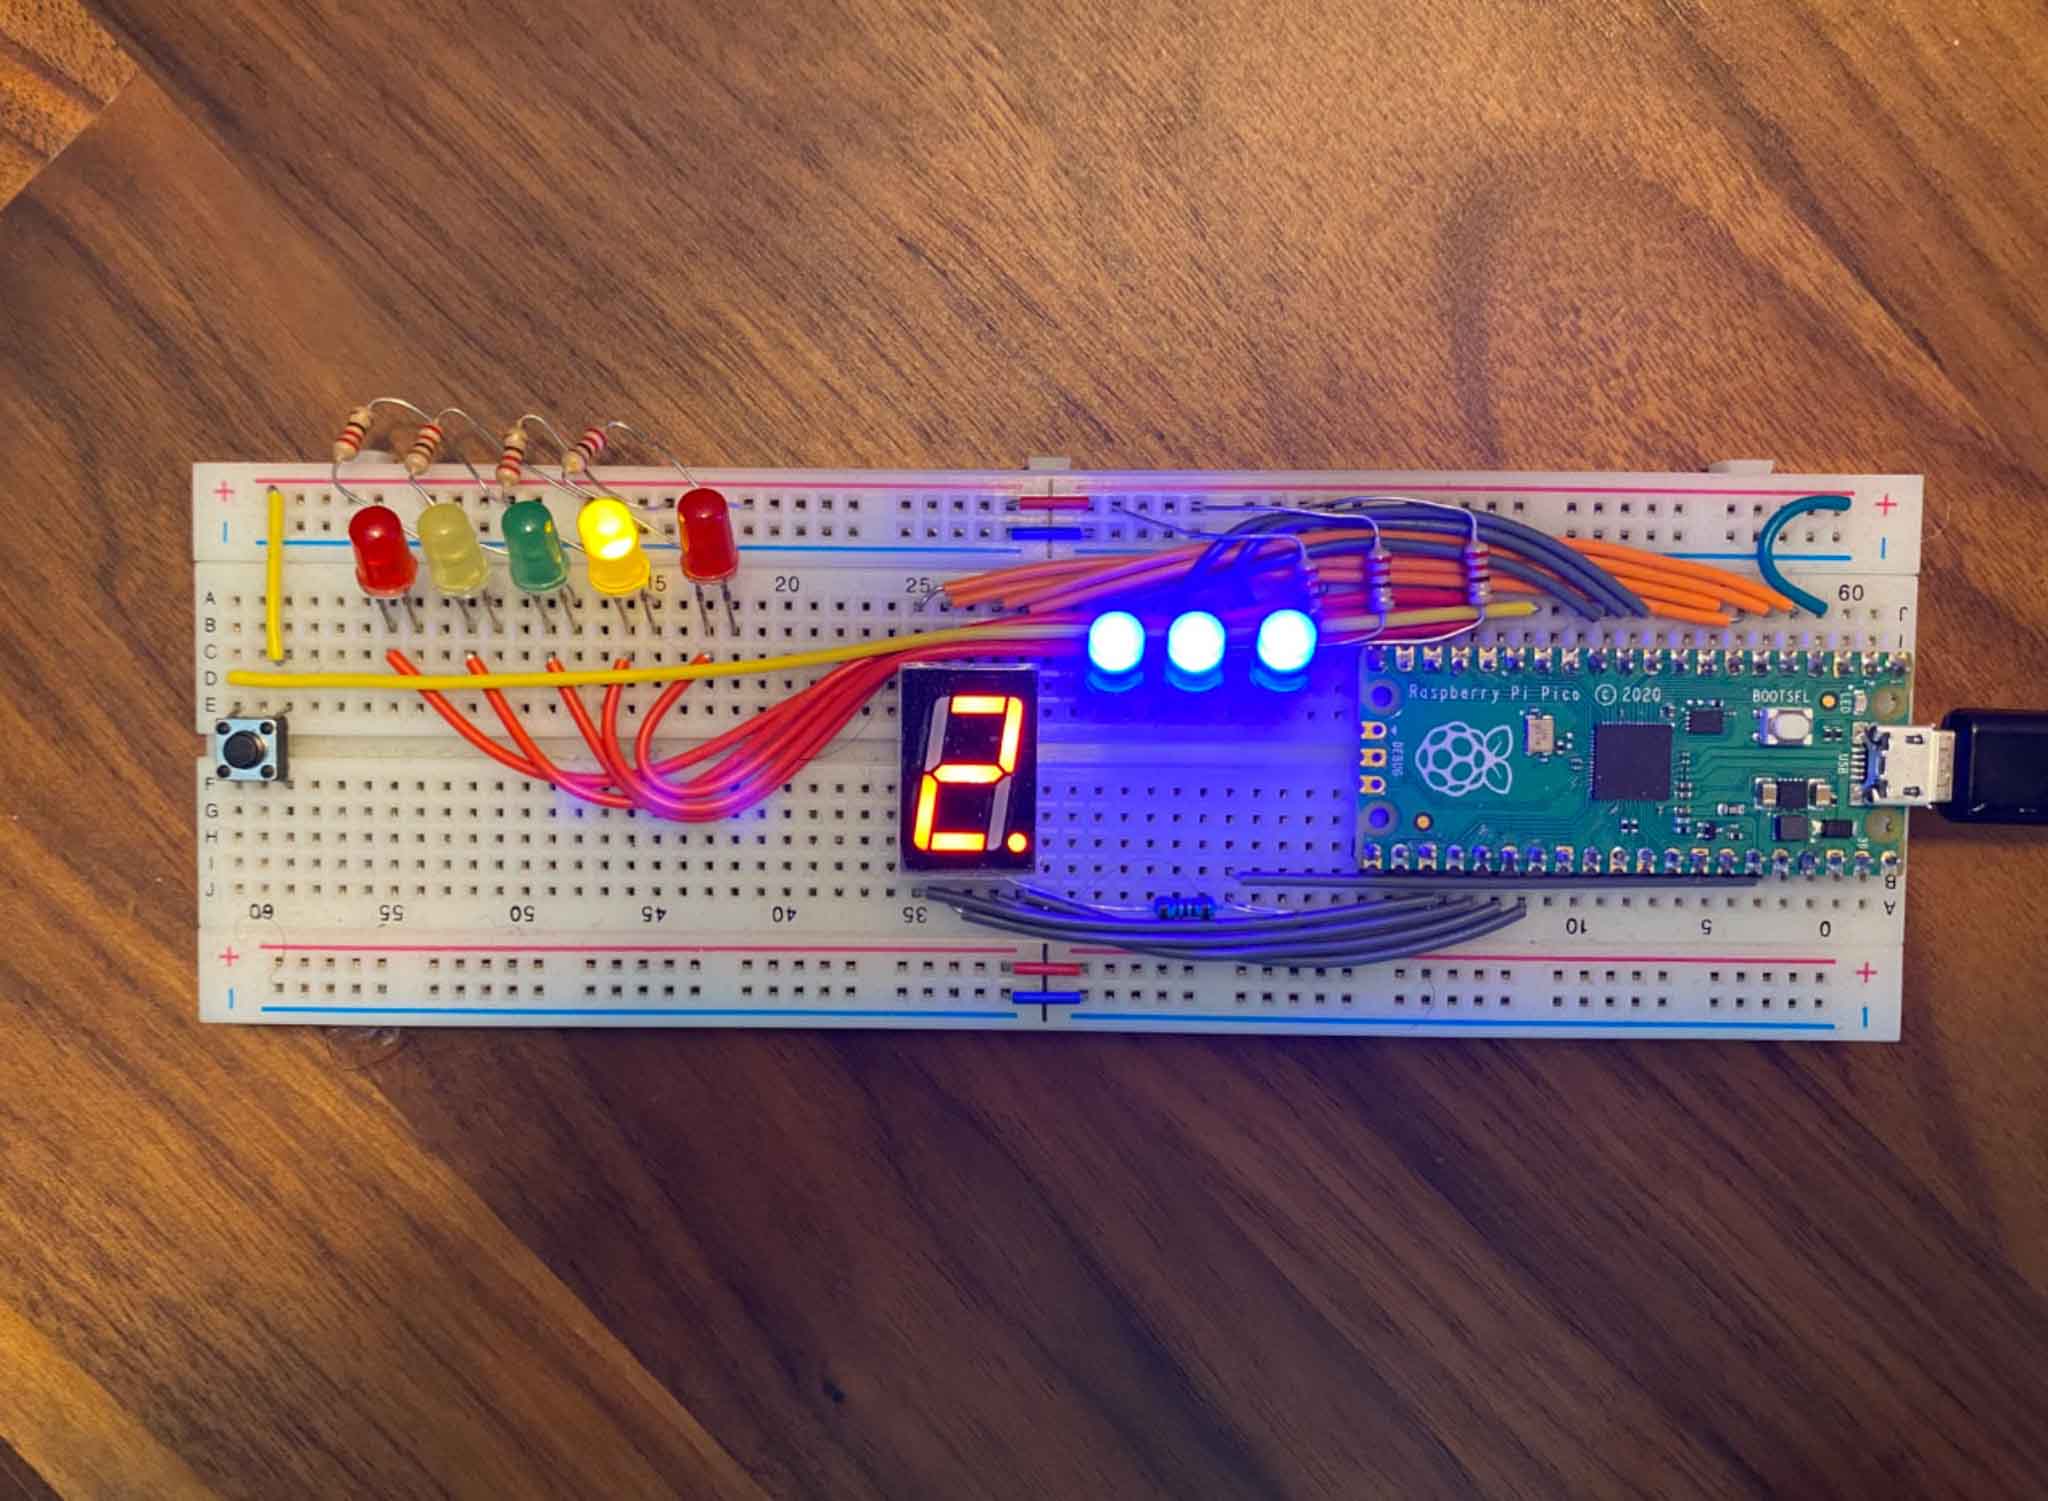 + +
- -
15 20 25 60
A
B
C
D
E
J
I
Raspberry Pi Pico © 2020
BOOTSEL
LED
DEBUG
USB
2.
F
G
H
I
J
B
A
60 55 50 45 40 35 10 5 0
+ +
- -